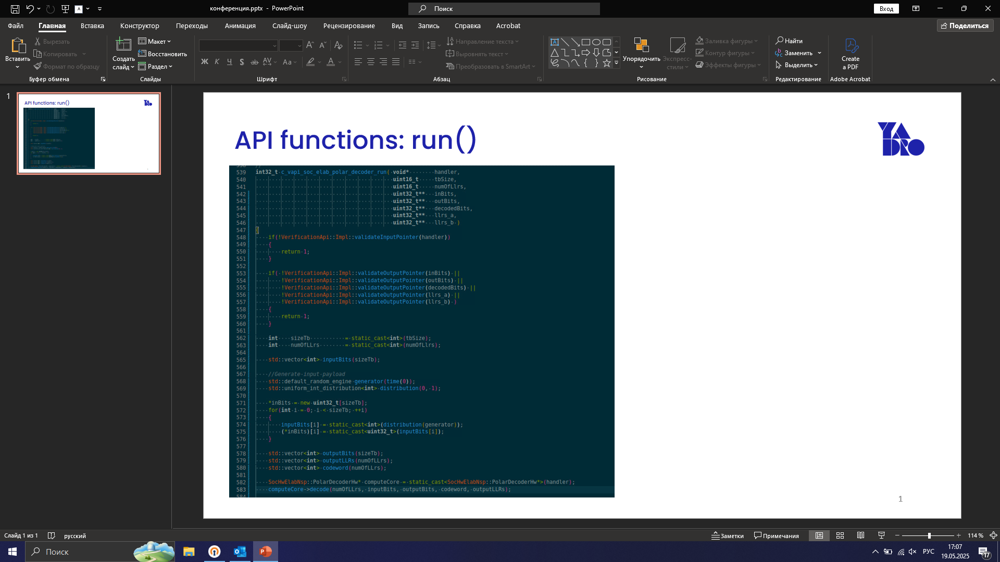 конференция.pptx - PowerPoint
Поиск
Вход
Файл Главная Вставка Конструктор Переходы Анимация Слайд-шоу Рецензирование Вид Запись Справка Acrobat
Поделиться
Вставить
Вырезать
Копировать
Формат по образцу
Буфер обмена
Создать слайд
Макет
Восстановить
Раздел
Слайды
Ж К Ч S ab AV Aa А
Шрифт
Направление текста
Выровнять текст
Преобразовать в SmartArt
Абзац
Упорядочить
Экспресс-стили
Заливка фигуры
Контур фигуры
Эффекты фигуры
Рисование
Найти
Заменить
Выделить
Редактирование
Create a PDF
Adobe Acrobat
1
API functions: run()
YADRO
API functions: run()
YADRO
539 int32_t c_vapi_soc_elab_polar_decoder_run( void* handler,
540 uint16_t tbSize,
541 uint16_t numOfLlrs,
542 uint32_t** inBits,
543 uint32_t** outBits,
544 uint32_t** decodedBits,
545 uint32_t** llrs_a,
546 uint32_t** llrs_b )
547 {
548 if(!VerificationApi::Impl::validateInputPointer(handler))
549 {
550 return 1;
551 }
552
553 if( !VerificationApi::Impl::validateOutputPointer(inBits) ||
554 !VerificationApi::Impl::validateOutputPointer(outBits) ||
555 !VerificationApi::Impl::validateOutputPointer(decodedBits) ||
556 !VerificationApi::Impl::validateOutputPointer(llrs_a) ||
557 !VerificationApi::Impl::validateOutputPointer(llrs_b) )
558 {
559 return 1;
560 }
561
562 int sizeTb = static_cast<int>(tbSize);
563 int numOfLLrs = static_cast<int>(numOfLlrs);
564
565 std::vector<int> inputBits(sizeTb);
566
567 //Generate input payload
568 std::default_random_engine generator(time(0));
569 std::uniform_int_distribution<int> distribution(0, 1);
570
571 *inBits = new uint32_t[sizeTb];
572 for(int i = 0; i < sizeTb; ++i)
573 {
574 inputBits[i] = static_cast<int>(distribution(generator));
575 (*inBits)[i] = static_cast<uint32_t>(inputBits[i]);
576 }
577
578 std::vector<int> outputBits(sizeTb);
579 std::vector<int> outputLLRs(numOfLLrs);
580 std::vector<int> codeword(numOfLLrs);
581
582 SocHwElabNsp::PolarDecoderHw* computeCore = static_cast<SocHwElabNsp::PolarDecoderHw*>(handler);
583 computeCore->decode(numOfLLrs, inputBits, outputBits, codeword, outputLLRs);
1
Слайд 1 из 1
русский
Заметки
Примечания
114 %
Поиск
РУС
17:07
19.05.2025
17